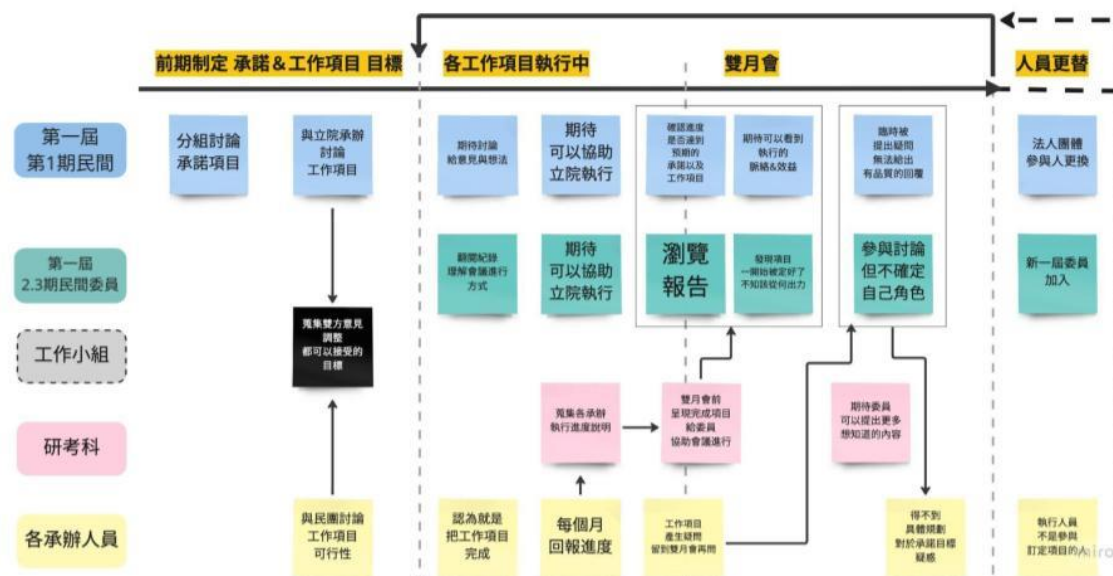 前期制定 承諾＆工作項目 目標
各工作項目執行中
雙月會
人員更替
第一屆
第1期民間
分組討論
承諾項目
與立院承辦
討論
工作項目
期待討論
給意見與想法
期待
可以協助
立院執行
確認進度
是否達到
預期的
承諾以及
工作項目
期待可以看到
執行的
脈絡&效益
臨時被
提出疑問
無法給出
有品質的回覆
法人團體
參與人更換
第一屆
2.3期民間委員
翻閱紀錄
理解會議進行
方式
期待
可以協助
立院執行
瀏覽
報告
發現項目
一開始被定好了
不知該從何出力
參與討論
但不確定
自己角色
新一屆委員
加入
工作小組
蒐集雙方意見
調整
都可以接受的
目標
研考科
蒐集各承辦
執行進度說明
雙月會前
呈現完成項目
給委員
協助會議進行
期待委員
可以提出更多
想知道的內容
各承辦人員
與民團討論
工作項目
可行性
認為就是
把工作項目
完成
每個月
回報進度
工作項目
產生疑問
留到雙月會再問
得不到
具體規劃
對於承諾目標
疑惑
執行人員
不是參與
訂定項目的人
miro